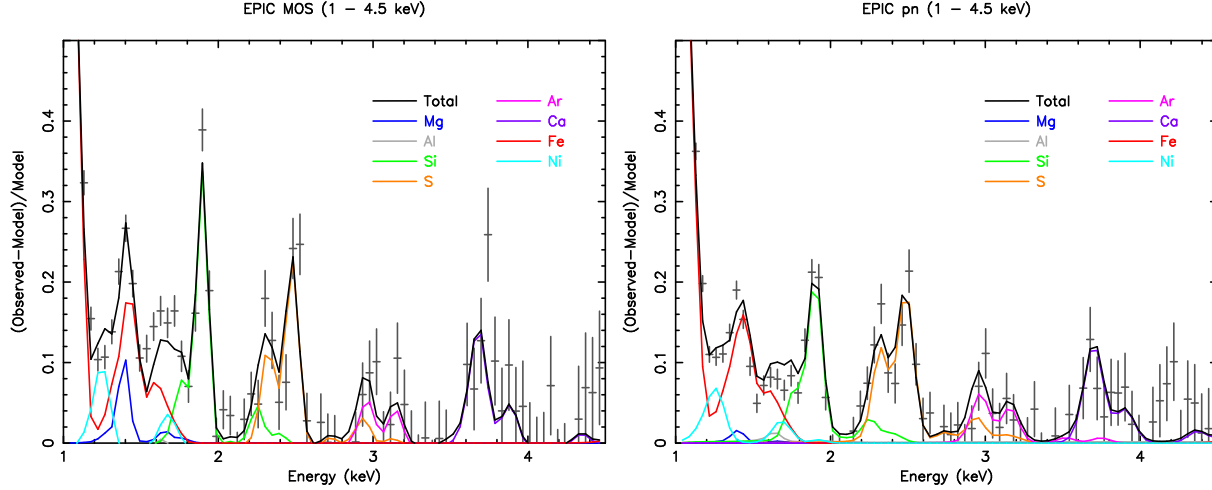 EPIC MOS (1 − 4.5 keV)
(Observed−Model)/Model
0.4
0.3
0.2
0.1
0
Total
Mg
Al
Si
S
Ar
Ca
Fe
Ni
1
2
3
4
Energy (keV)
EPIC pn (1 − 4.5 keV)
(Observed−Model)/Model
0.4
0.3
0.2
0.1
0
Total
Mg
Al
Si
S
Ar
Ca
Fe
Ni
1
2
3
4
Energy (keV)